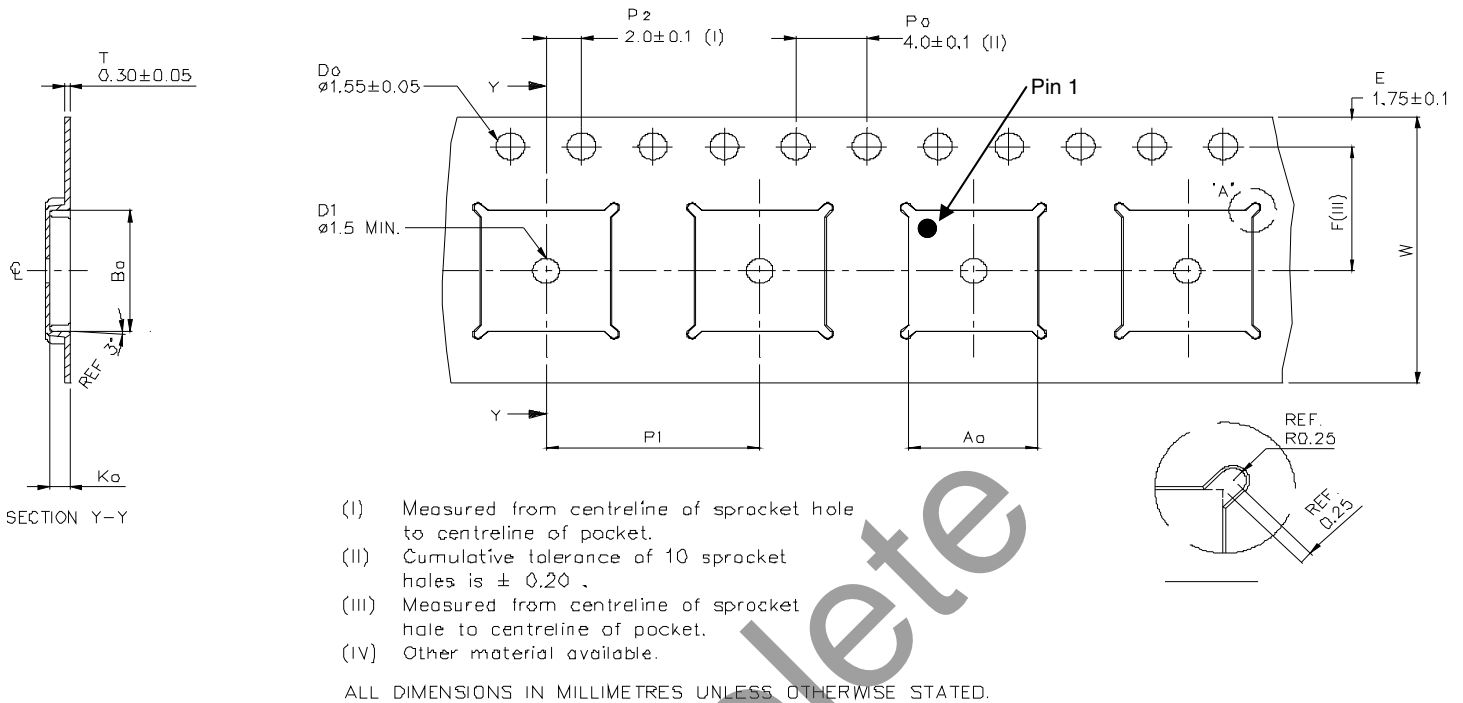 P2
2.0±0.1 (I)
Po
4.0±0.1 (II)
T
0.30±0.05
Do
ø1.55±0.05
Y
Pin 1
E
1.75±0.1
"A"
D1
ø1.5 MIN.
F(III)
W
Bo
REF 3°
Y
P1
Ao
Ko
SECTION Y-Y
REF.
R0.25
REF.
0.25
(I) Measured from centreline of sprocket hole
to centreline of pocket.
(II) Cumulative tolerance of 10 sprocket
holes is ± 0.20 .
(III) Measured from centreline of sprocket
hole to centreline of pocket.
(IV) Other material available.
ALL DIMENSIONS IN MILLIMETRES UNLESS OTHERWISE STATED.